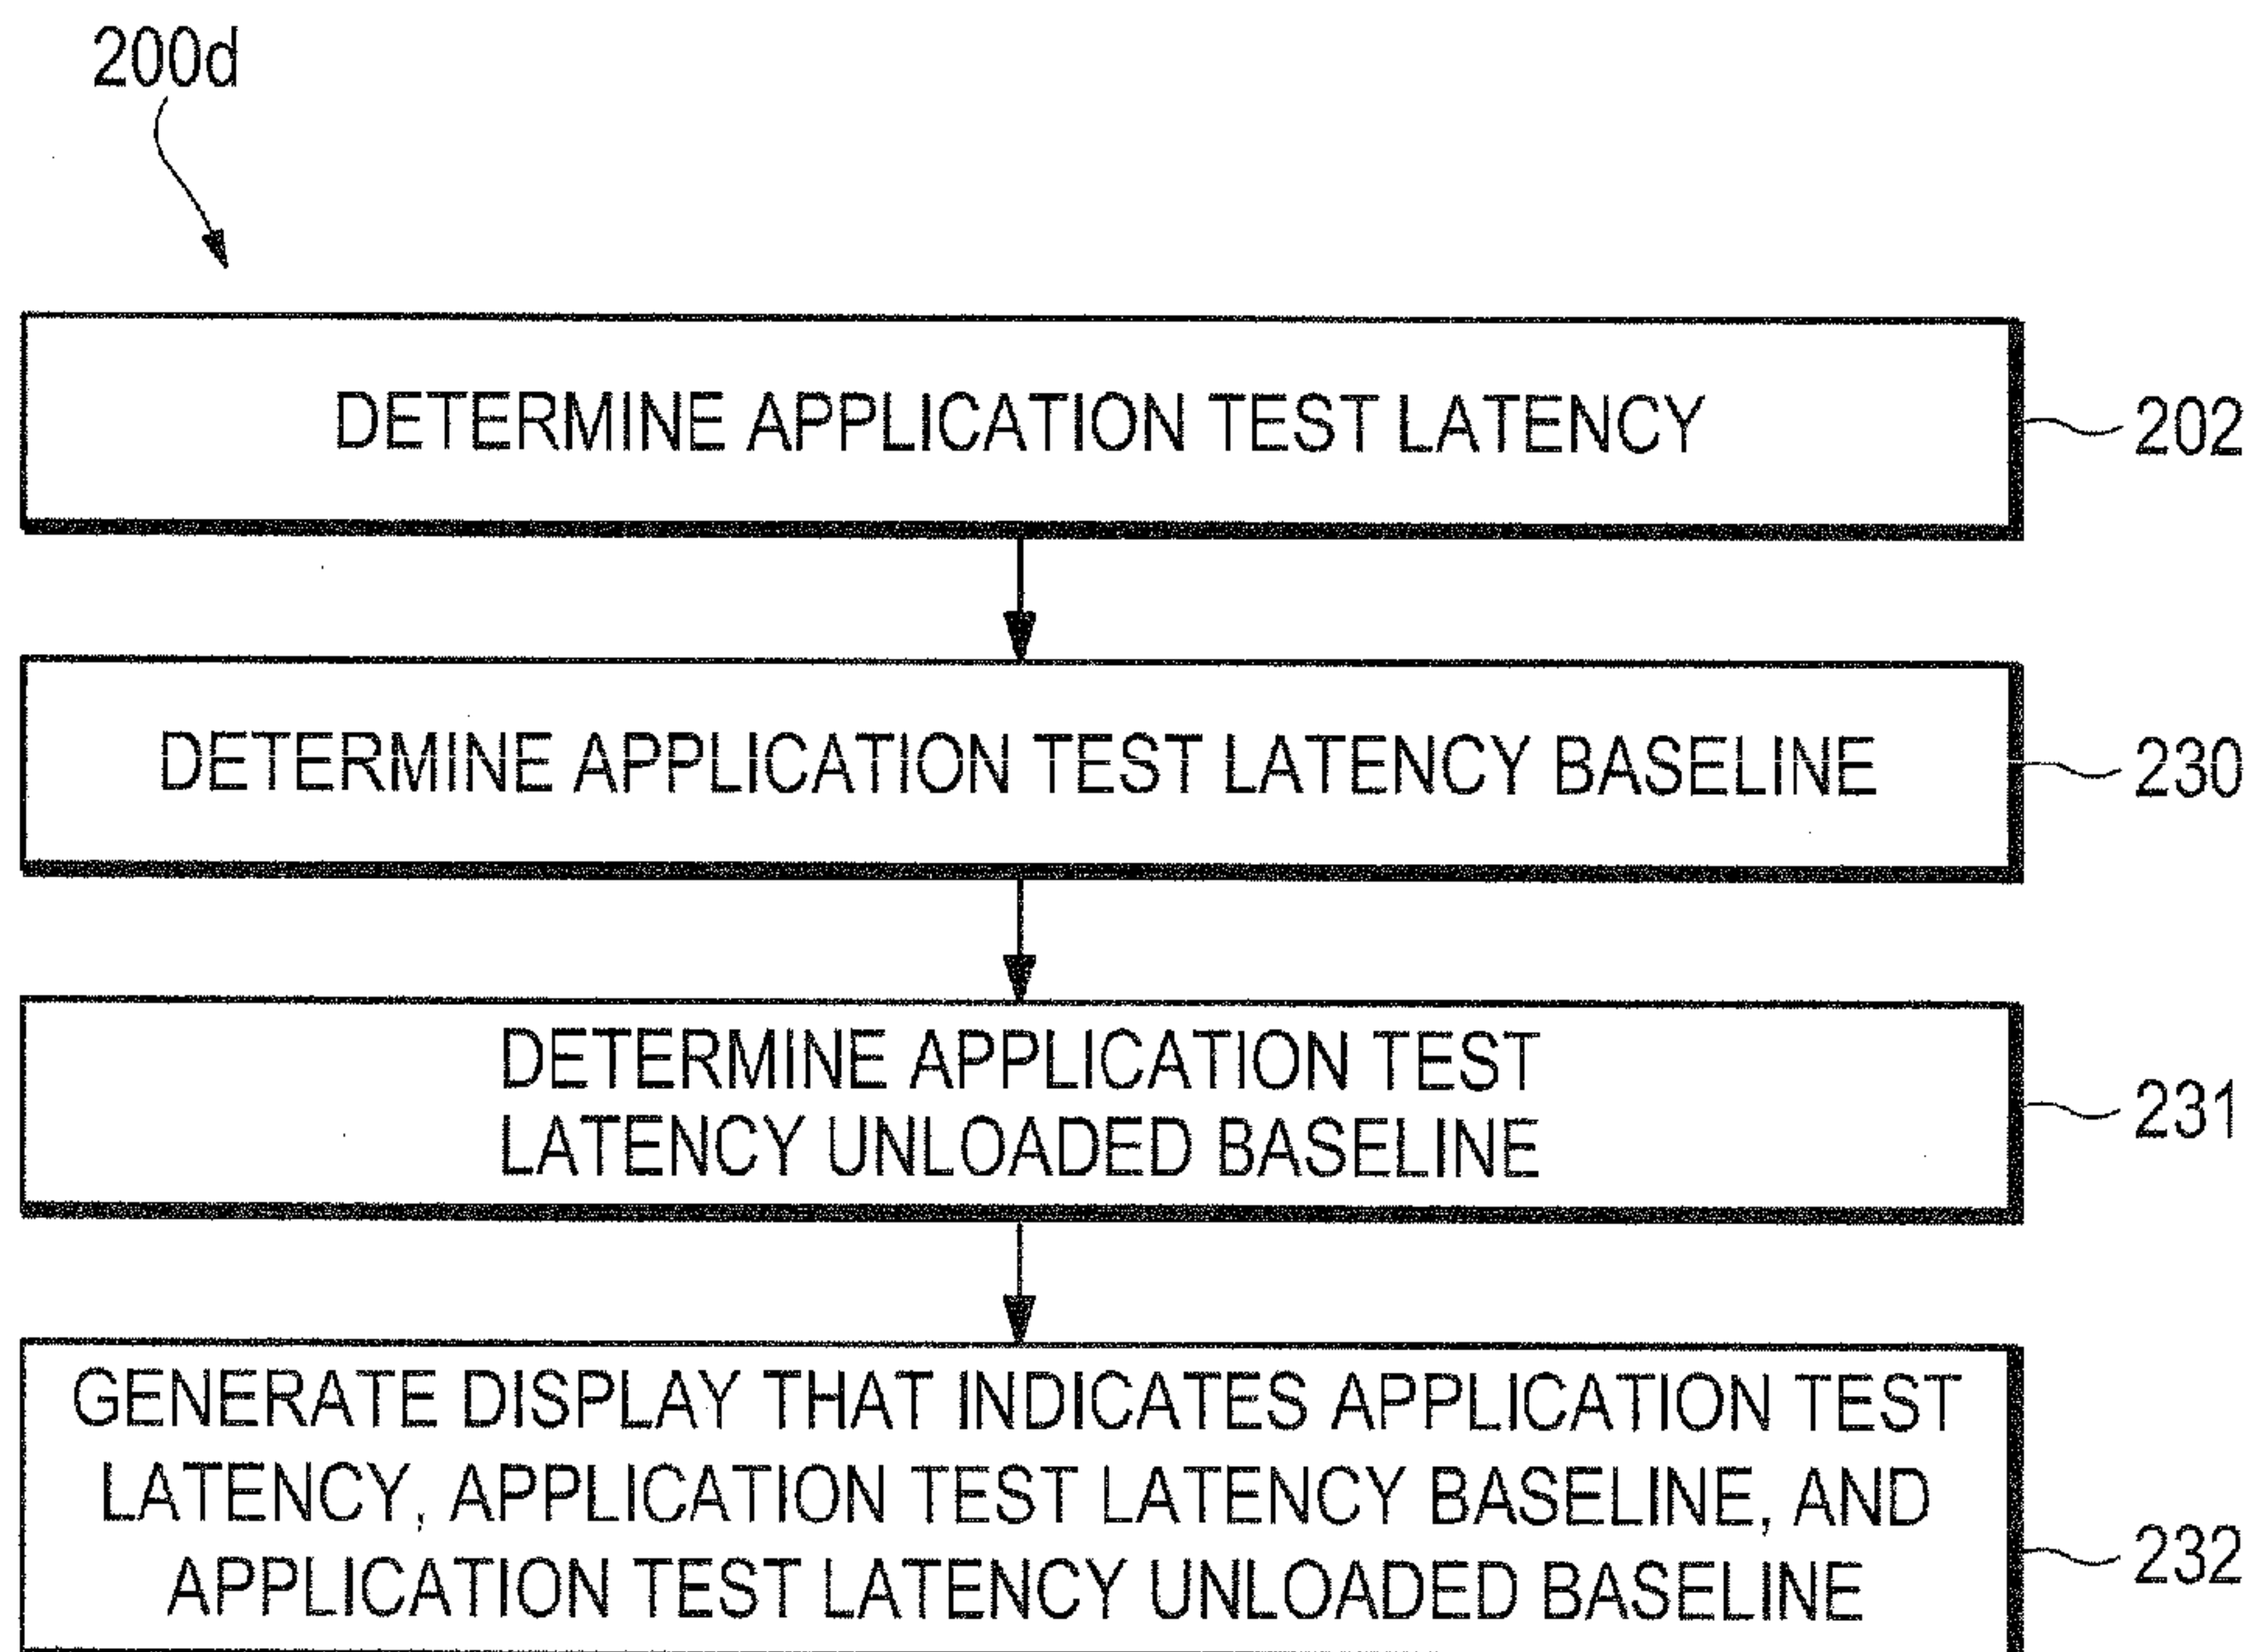 200d
DETERMINE APPLICATION TEST LATENCY
202
DETERMINE APPLICATION TEST LATENCY BASELINE
230
DETERMINE APPLICATION TEST
LATENCY UNLOADED BASELINE
231
GENERATE DISPLAY THAT INDICATES APPLICATION TEST
LATENCY, APPLICATION TEST LATENCY BASELINE, AND
APPLICATION TEST LATENCY UNLOADED BASELINE
232